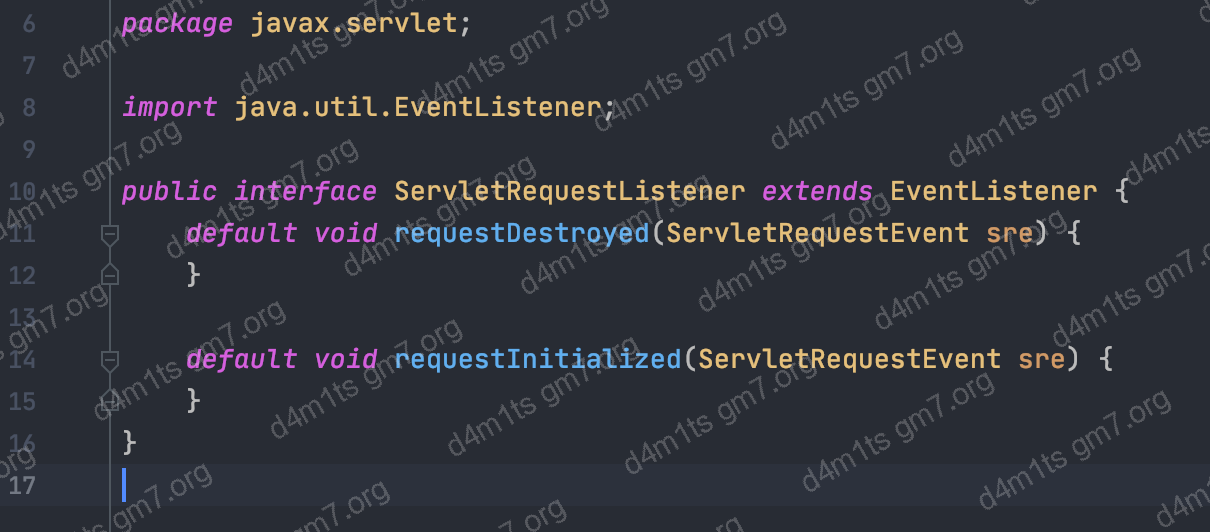 6 package javax.servlet;
7
8 import java.util.EventListener;
9
10 public interface ServletRequestListener extends EventListener {
11 default void requestDestroyed(ServletRequestEvent sre) {
12 }
13
14 default void requestInitialized(ServletRequestEvent sre) {
15 }
16 }
17
d4m1ts gm7.org